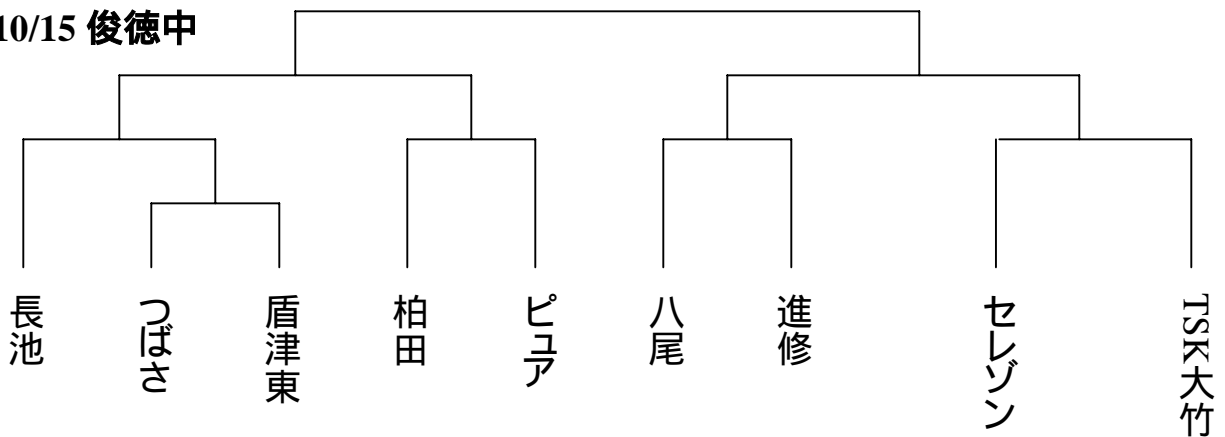 10/15 俊徳中
長池
つばさ
盾津東
柏田
ピュア
八尾
進修
セレゾン
TSK大竹